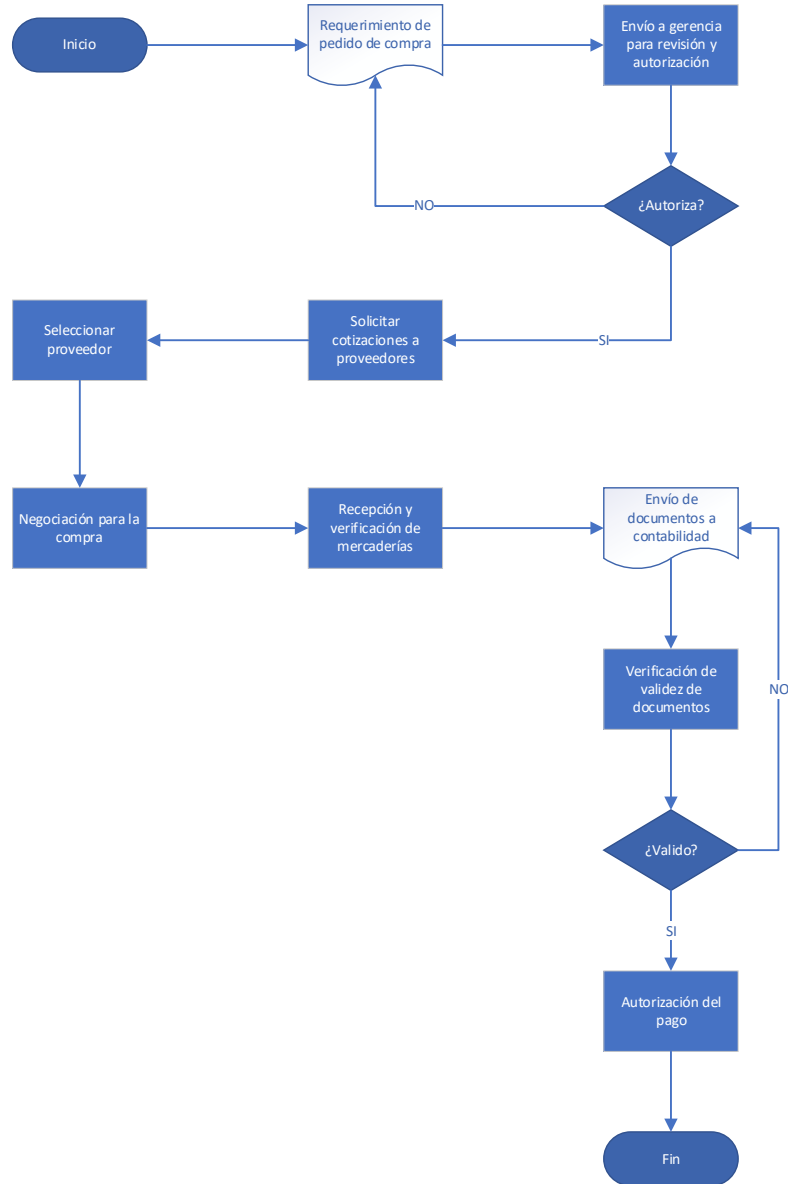 Inicio
Requerimiento de
pedido de compra
Envío a gerencia
para revisión y
autorización
¿Autoriza?
NO
SI
Solicitar
cotizaciones a
proveedores
Seleccionar
proveedor
Negociación para la
compra
Recepción y
verificación de
mercaderías
Envío de
documentos a
contabilidad
Verificación de
validez de
documentos
NO
¿Valido?
SI
Autorización del
pago
Fin